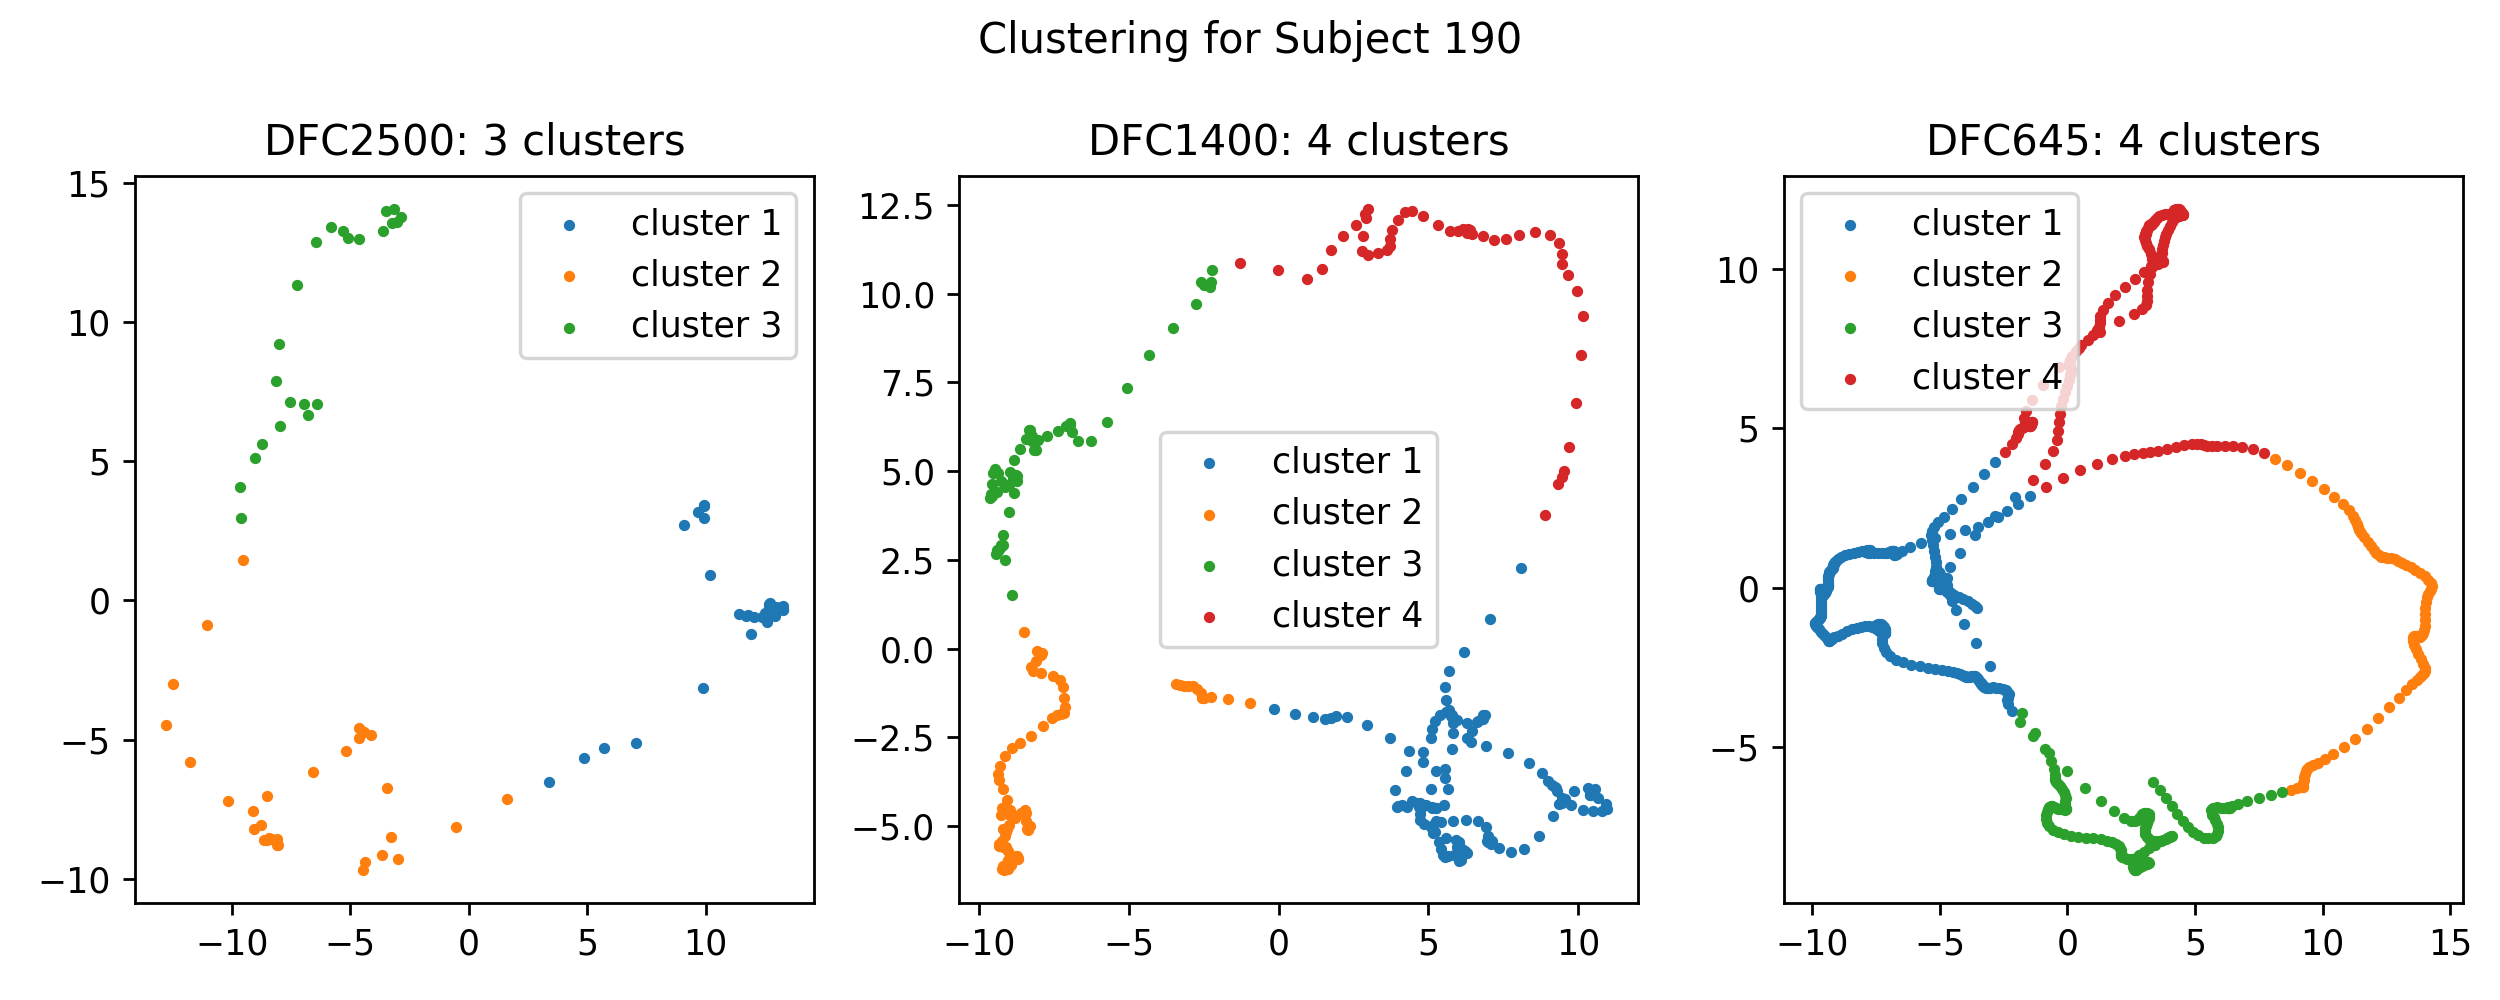 Clustering for Subject 190
DFC2500: 3 clusters
15
10
5
0
−5
−10
−10
−5
0
5
10
cluster 1
cluster 2
cluster 3
DFC1400: 4 clusters
12.5
10.0
7.5
5.0
2.5
0.0
−2.5
−5.0
−10
−5
0
5
10
cluster 1
cluster 2
cluster 3
cluster 4
DFC645: 4 clusters
10
5
0
−5
−10
−5
0
5
10
15
cluster 1
cluster 2
cluster 3
cluster 4